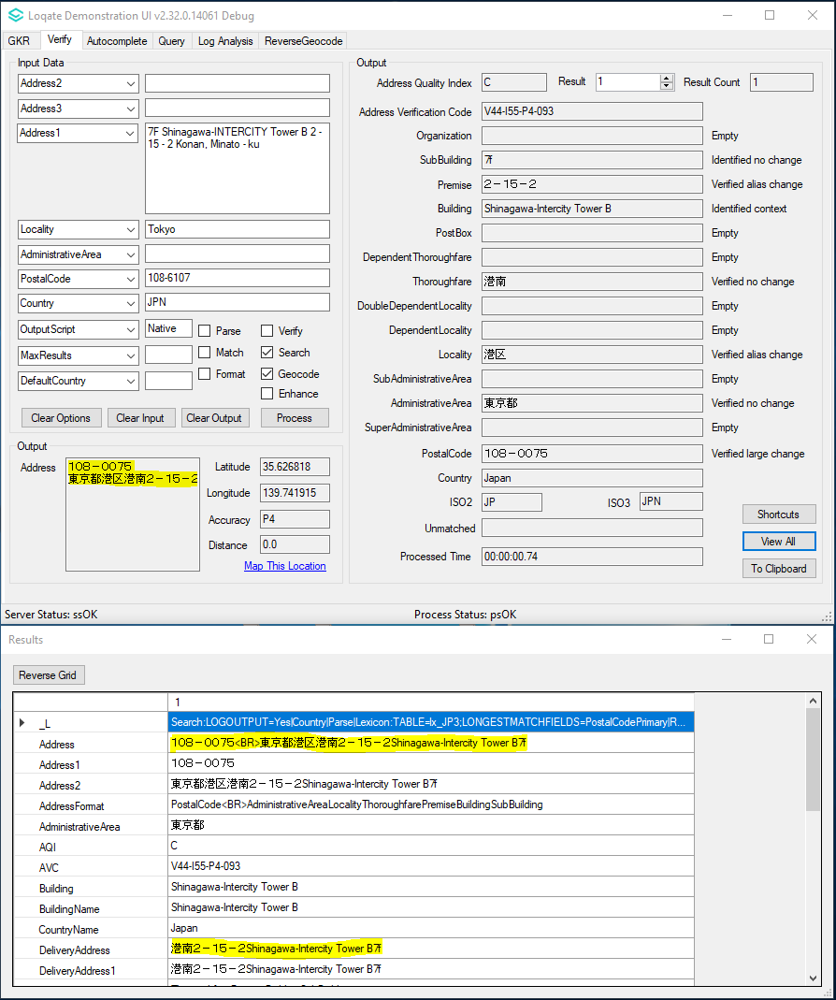 Loqate Demonstration UI v2.32.0.14061 Debug
GKR Verify Autocomplete Query Log Analysis ReverseGeocode
Input Data
Address2
Address3
Address1 7F Shinagawa-INTERCITY Tower B 2 -
15 - 2 Konan, Minato - ku
Locality Tokyo
AdministrativeArea
PostalCode 108-6107
Country JPN
OutputScript Native Parse Verify
MaxResults Match Search
DefaultCountry Format Geocode
Enhance
Clear Options Clear Input Clear Output Process
Output
Address 108-0075
東京都港区港南2-15-2
Latitude 35.626818
Longitude 139.741915
Accuracy P4
Distance 0.0
Map This Location
Output
Address Quality Index C Result 1 Result Count 1
Address Verification Code V44-I55-P4-093
Organization Empty
SubBuilding 7f Identified no change
Premise 2-15-2 Verified alias change
Building Shinagawa-Intercity Tower B Identified context
PostBox Empty
DependentThoroughfare Empty
Thoroughfare 港南 Verified no change
DoubleDependentLocality Empty
DependentLocality Empty
Locality 港区 Verified alias change
SubAdministrativeArea Empty
AdministrativeArea 東京都 Verified no change
SuperAdministrativeArea Empty
PostalCode 108-0075 Verified large change
Country Japan
ISO2 JP ISO3 JPN
Unmatched
Processed Time 00:00:00.74
Shortcuts
View All
To Clipboard
Server Status: ssOK Process Status: psOK
Results
Reverse Grid
1
_L Search:LOGOUTPUT=Yes|Country|Parse|Lexicon:TABLE=lx_JP3;LONGESTMATCHFIELDS=PostalCodePrimary|R...
Address 108-0075<BR>東京都港区港南2-15-2Shinagawa-Intercity Tower B7f
Address1 108-0075
Address2 東京都港区港南2-15-2Shinagawa-Intercity Tower B7f
AddressFormat PostalCode<BR>AdministrativeAreaLocalityThoroughfarePremiseBuildingSubBuilding
AdministrativeArea 東京都
AQI C
AVC V44-I55-P4-093
Building Shinagawa-Intercity Tower B
BuildingName Shinagawa-Intercity Tower B
CountryName Japan
DeliveryAddress 港南2-15-2Shinagawa-Intercity Tower B7f
DeliveryAddress1 港南2-15-2Shinagawa-Intercity Tower B7f